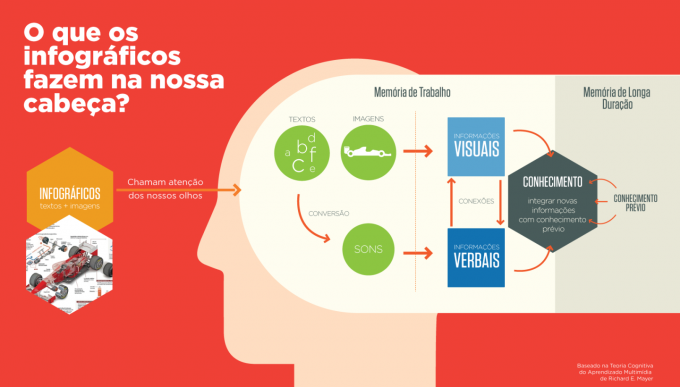 O que os
infográficos
fazem na nossa
cabeça?
Memória de Trabalho
Memória de Longa
Duração
TEXTOS
IMAGENS
a b d
c f e
INFORMAÇÕES
VISUAIS
INFOGRÁFICOS
textos + imagens
Chamam atenção
dos nossos olhos
CONVERSÃO
CONEXÕES
CONHECIMENTO
integrar novas
informações
com conhecimento
prévio
CONHECIMENTO
PRÉVIO
SONS
INFORMAÇÕES
VERBAIS
Baseado na Teoria Cognitiva
do Aprendizado Multimídia
de Richard E. Mayer